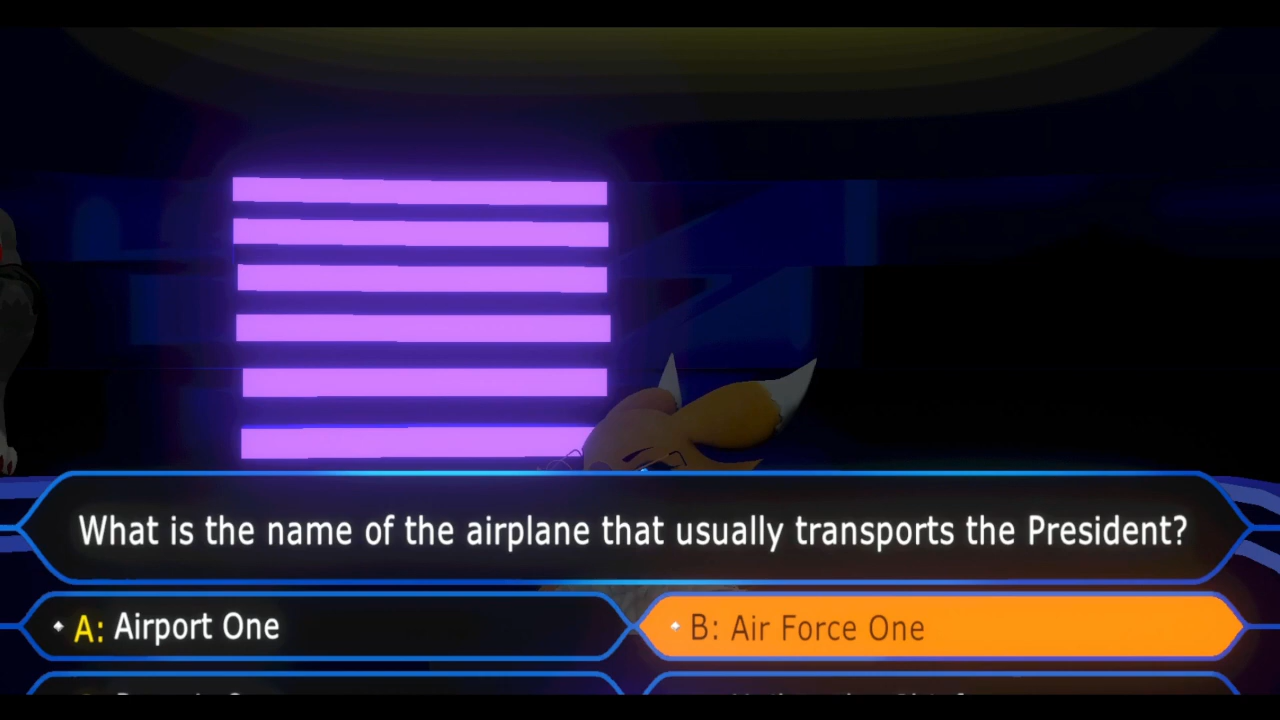 What is the name of the airplane that usually transports the President?
A: Airport One
B: Air Force One